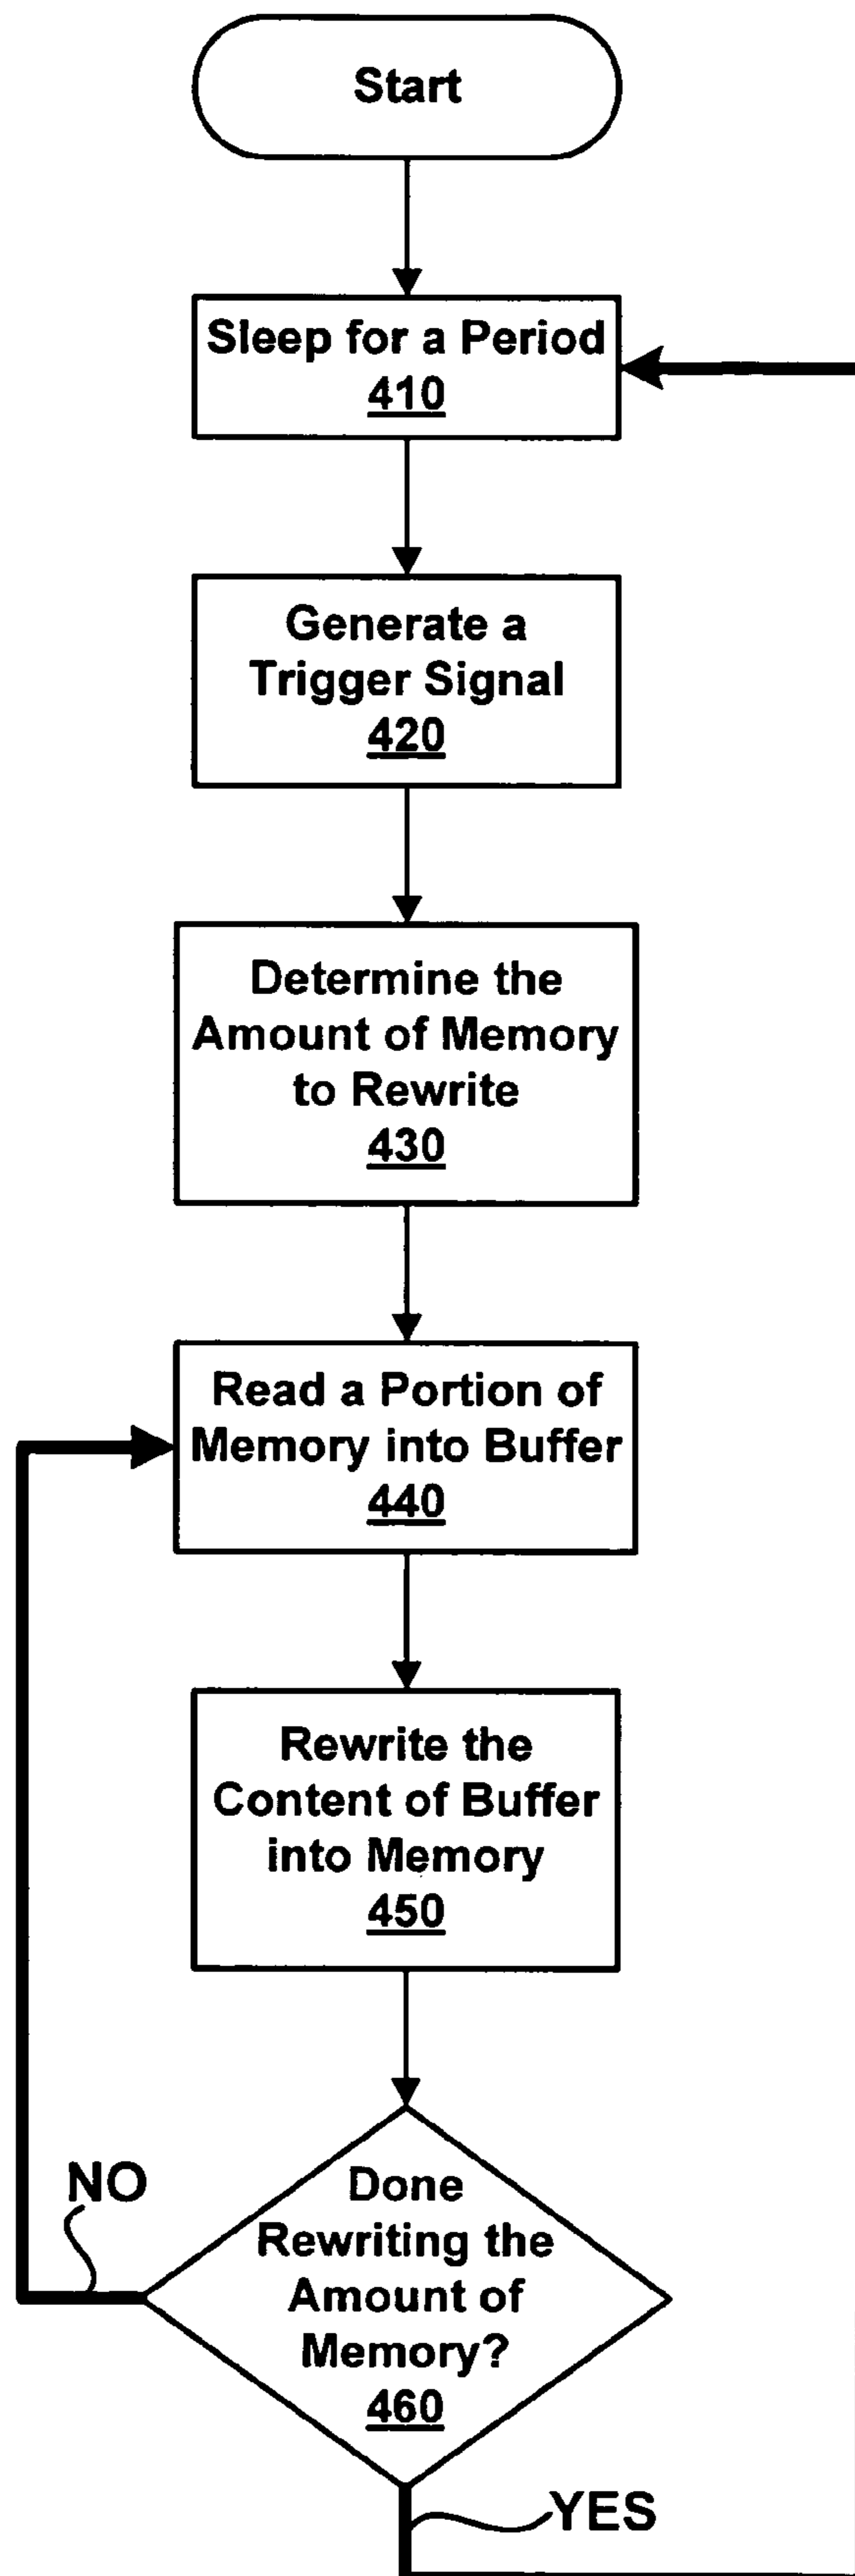 Start
Sleep for a Period
410
Generate a
Trigger Signal
420
Determine the
Amount of Memory
to Rewrite
430
Read a Portion of
Memory into Buffer
440
Rewrite the
Content of Buffer
into Memory
450
NO
Done
Rewriting the
Amount of
Memory?
460
YES